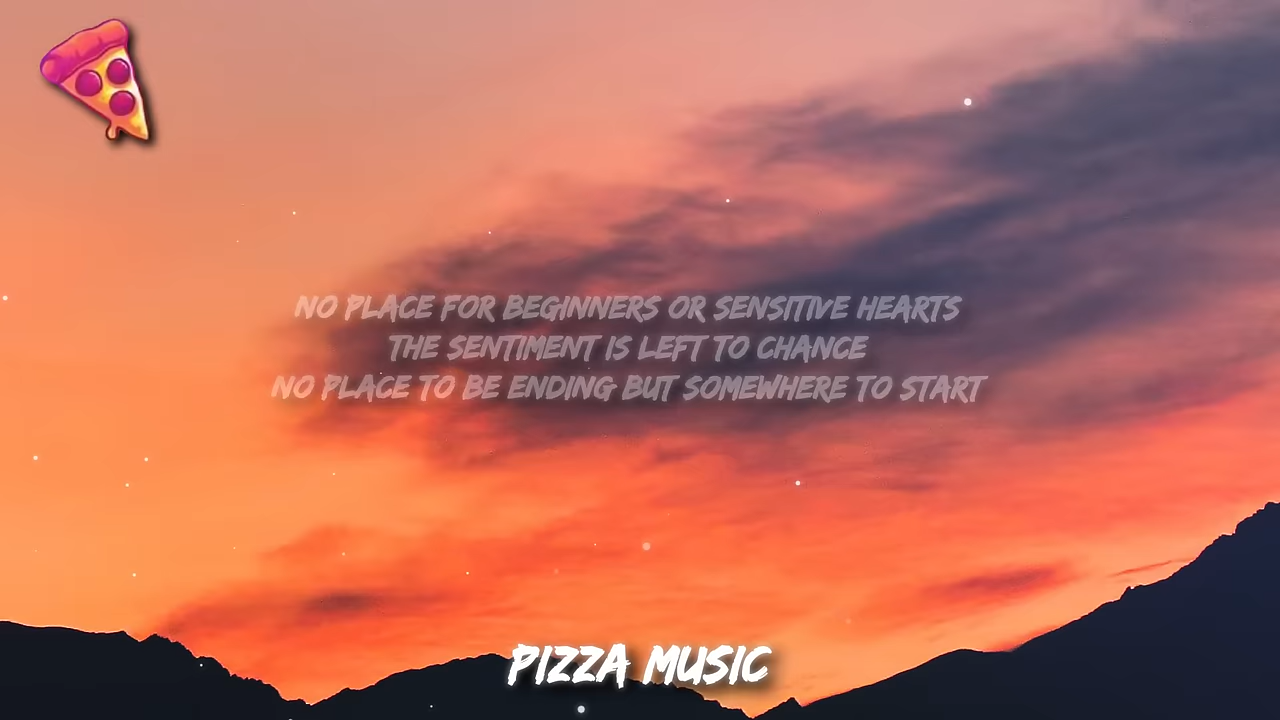 NO PLACE FOR BEGINNERS OR SENSITIVE HEARTS
THE SENTIMENT IS LEFT TO CHANCE
NO PLACE TO BE ENDING BUT SOMEWHERE TO START
PIZZA MUSIC